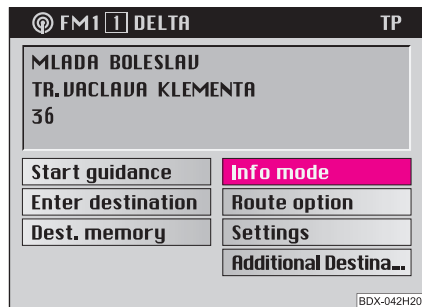 FM1 1 DELTA TP
MLADA BOLESLAV
TR.VACLAVA KLEMENTA
36
Start guidance Info mode
Enter destination Route option
Dest. memory Settings
Additional Destina...
BDX-042H20